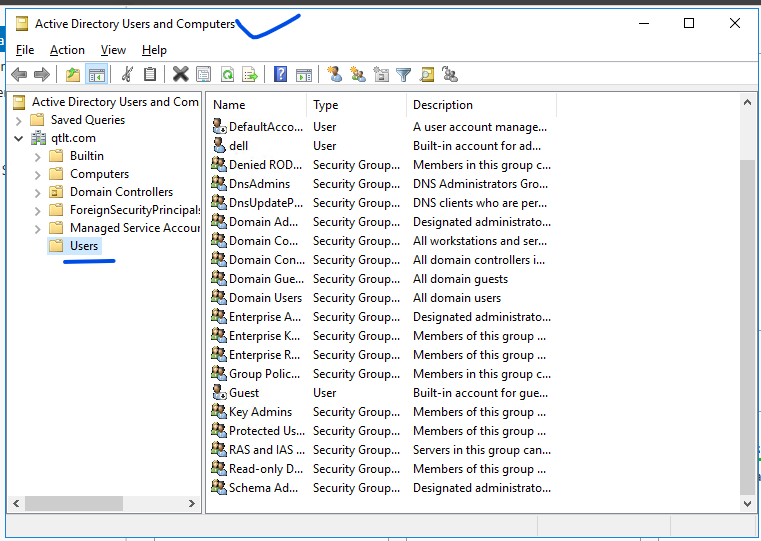 Active Directory Users and Computers
File Action View Help
Active Directory Users and Com
Saved Queries
qtlt.com
Builtin
Computers
Domain Controllers
ForeignSecurityPrincipals
Managed Service Accour
Users
Name Type Description
DefaultAcco... User A user account manage...
dell User Built-in account for ad...
Denied ROD... Security Group... Members in this group c...
DnsAdmins Security Group... DNS Administrators Gro...
DnsUpdateP... Security Group... DNS clients who are per...
Domain Ad... Security Group... Designated administrato...
Domain Co... Security Group... All workstations and ser...
Domain Con... Security Group... All domain controllers i...
Domain Gue... Security Group... All domain guests
Domain Users Security Group... All domain users
Enterprise A... Security Group... Designated administrato...
Enterprise K... Security Group... Members of this group ...
Enterprise R... Security Group... Members of this group ...
Group Polic... Security Group... Members in this group c...
Guest User Built-in account for gue...
Key Admins Security Group... Members of this group ...
Protected Us... Security Group... Members of this group ...
RAS and IAS ... Security Group... Servers in this group can...
Read-only D... Security Group... Members of this group ...
Schema Ad... Security Group... Designated administrato...